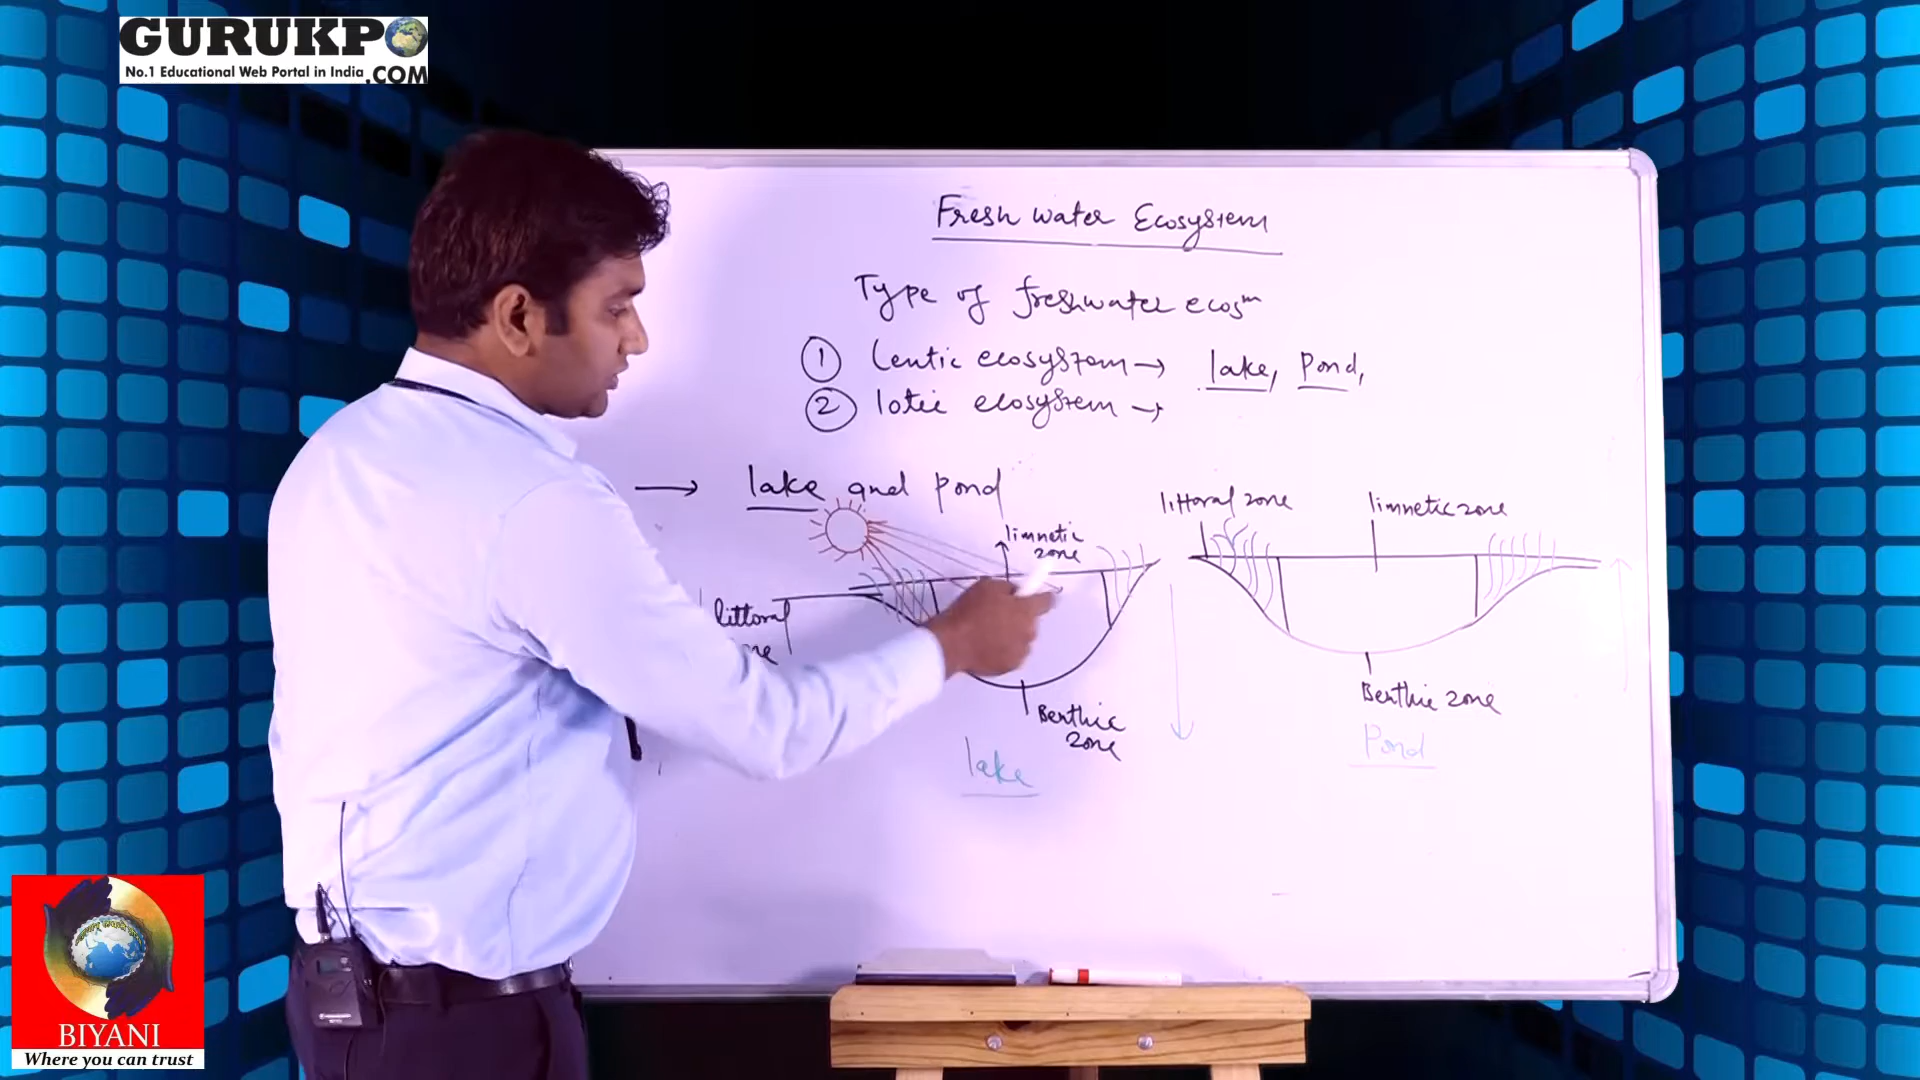 GURUKPO
No.1 Educational Web Portal in India .COM
Fresh water Ecosystem
Type of freshwater ecosm
1 Lentic ecosystem → lake, Pond,
2 lotic ecosystem →
→ lake and pond
limnetic
zone
littoral
Benthic
zone
lake
littoral zone
limnetic zone
Benthic zone
Pond
BIYANI
Where you can trust